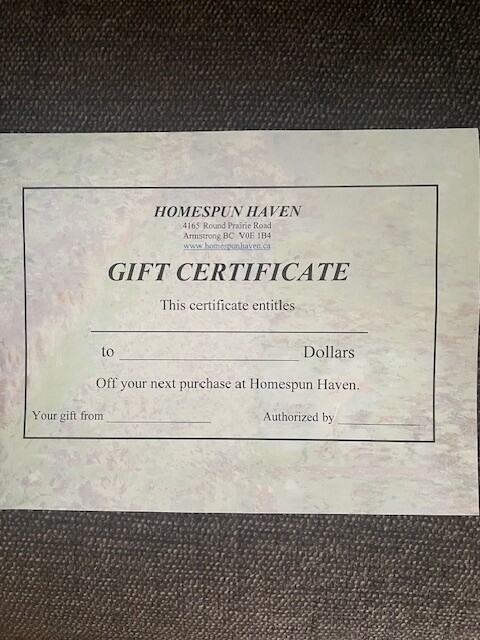 HOMESPUN HAVEN
4165 Round Prairie Road
Armstrong BC V0E 1B4
www.homespunhaven.ca
GIFT CERTIFICATE
This certificate entitles
to Dollars
Off your next purchase at Homespun Haven.
Your gift from Authorized by